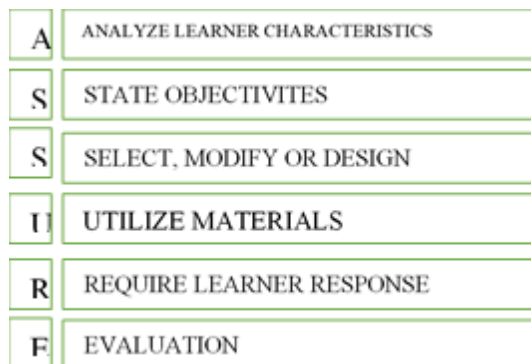 A ANALYZE LEARNER CHARACTERISTICS
S STATE OBJECTIVITES
S SELECT, MODIFY OR DESIGN
U UTILIZE MATERIALS
R REQUIRE LEARNER RESPONSE
E EVALUATION